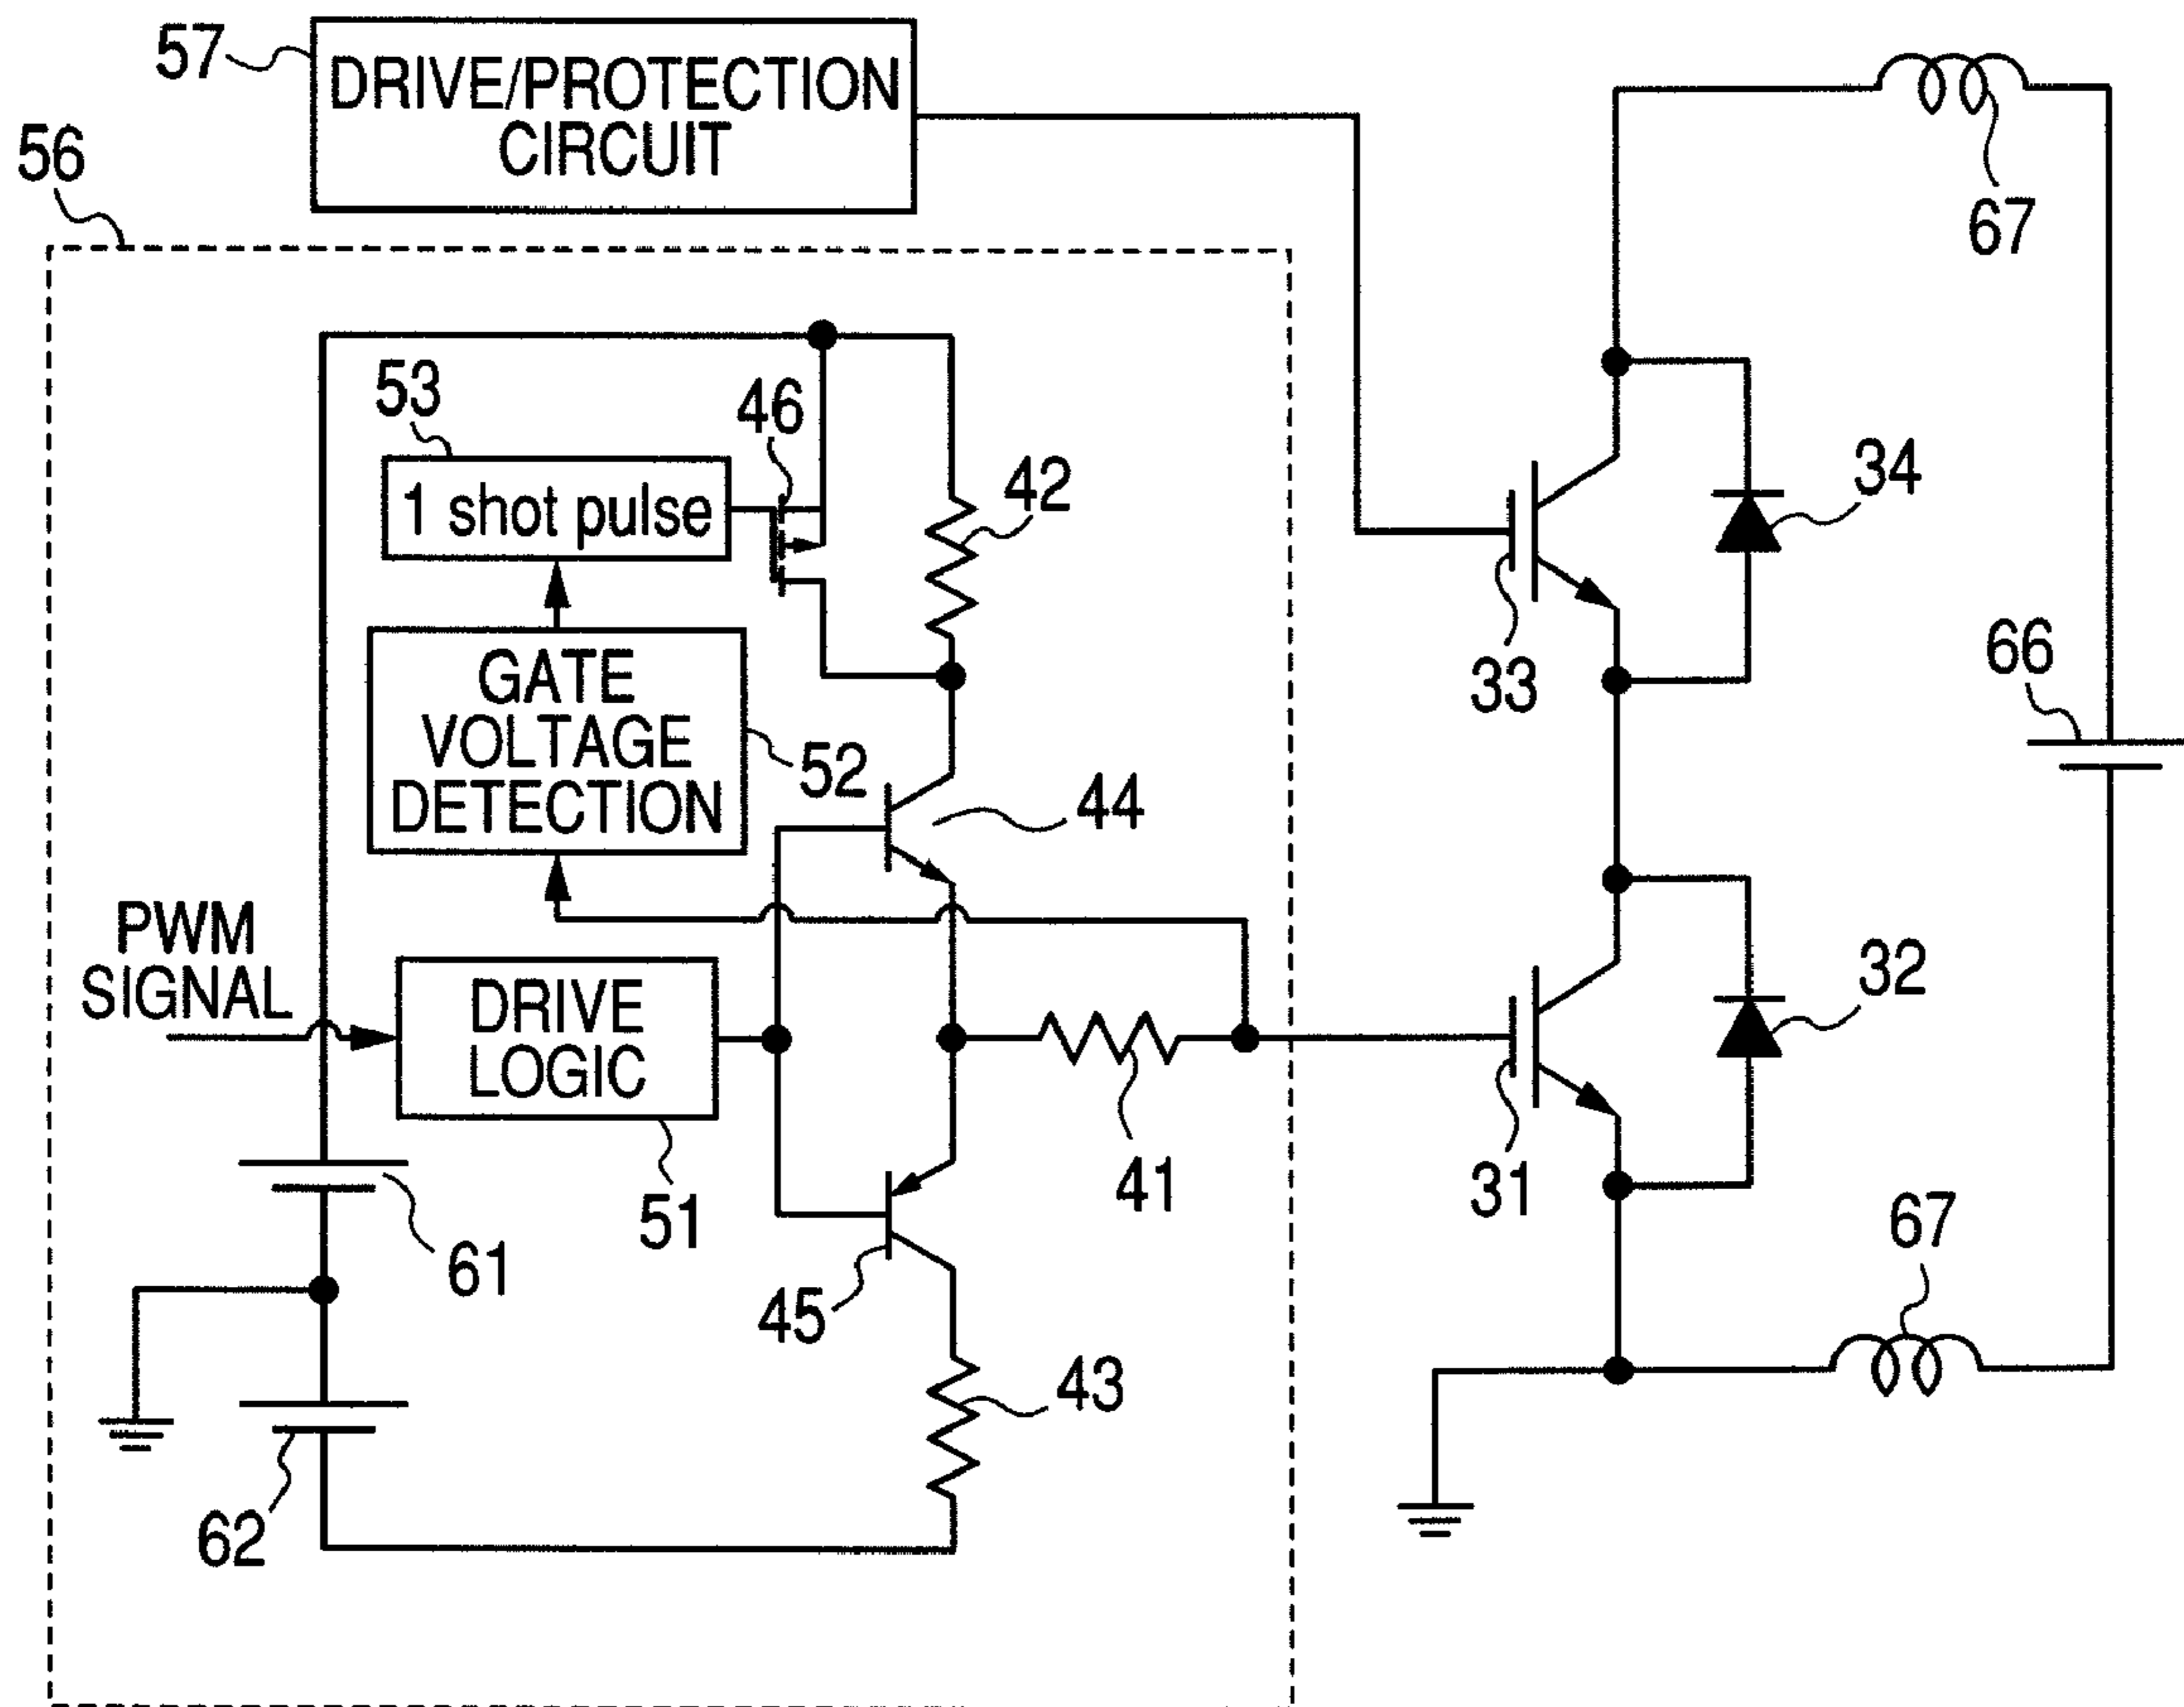 57
DRIVE/PROTECTION
CIRCUIT
56
67
53
46
42
34
1 shot pulse
33
66
GATE
VOLTAGE
DETECTION
52
44
PWM
SIGNAL
DRIVE
LOGIC
32
41
31
51
61
45
67
43
62